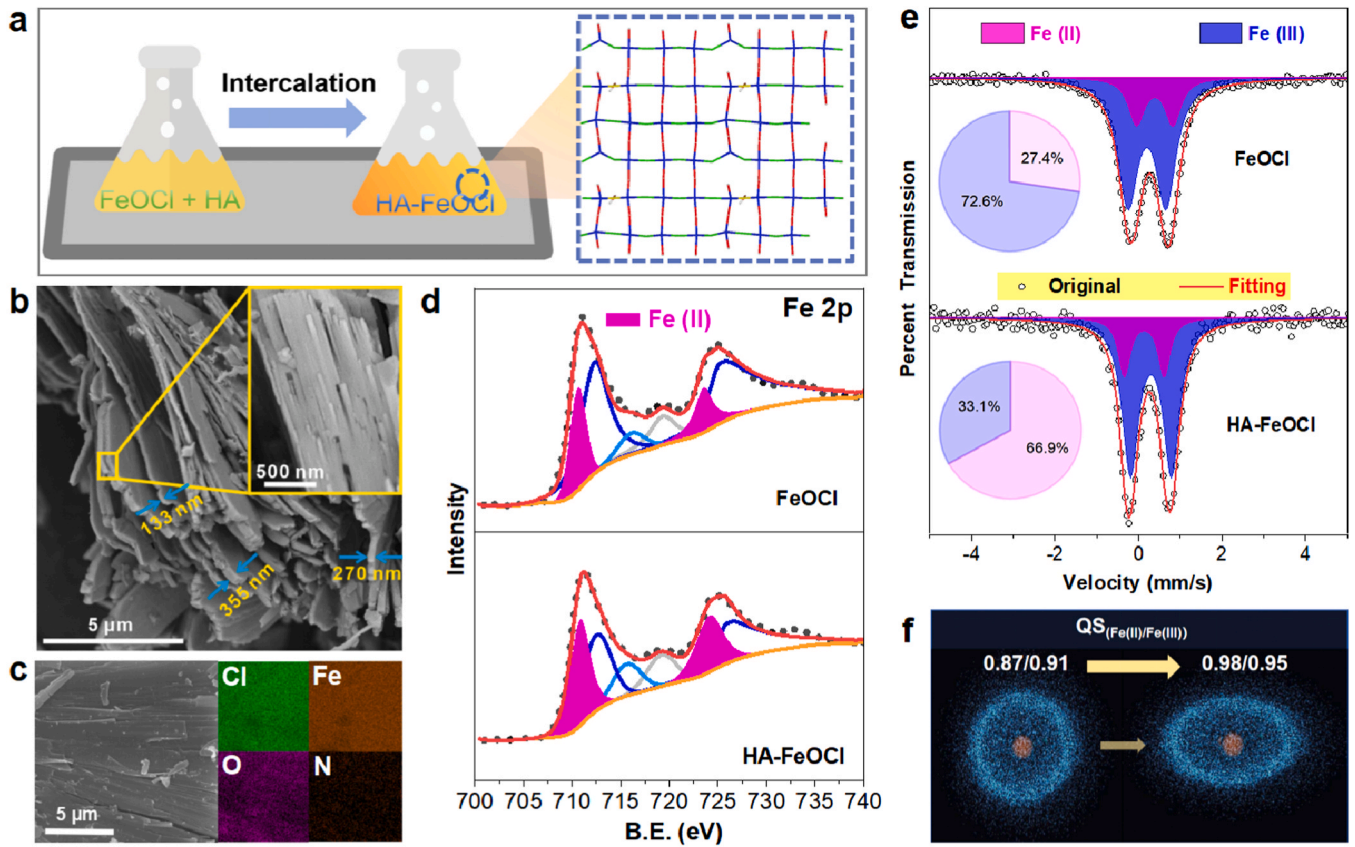 a
Intercalation
FeOCl + HA
HA-FeOCl
b
500 nm
133 nm
355 nm
270 nm
5 µm
c
5 µm
Cl
Fe
O
N
d
Fe 2p
Fe (II)
FeOCl
HA-FeOCl
Intensity
700 705 710 715 720 725 730 735 740
B.E. (eV)
e
Fe (II)
Fe (III)
27.4%
72.6%
FeOCl
Original
Fitting
33.1%
66.9%
HA-FeOCl
Percent Transmission
-4 -2 0 2 4
Velocity (mm/s)
f
QS(Fe(II)/Fe(III))
0.87/0.91
0.98/0.95